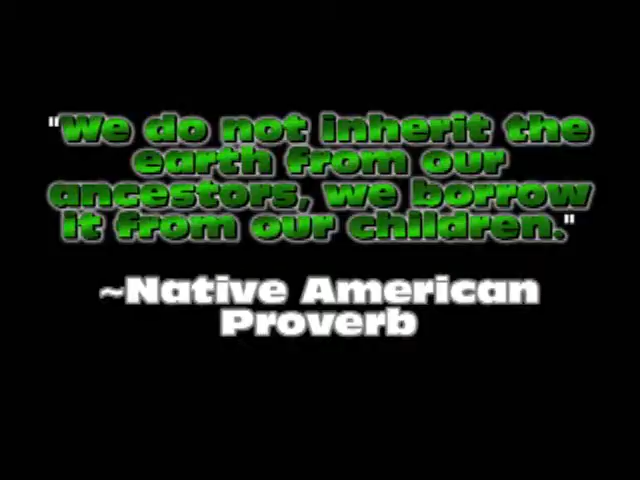 "We do not inherit the
earth from our
ancestors, we borrow
it from our children."
~Native American
Proverb